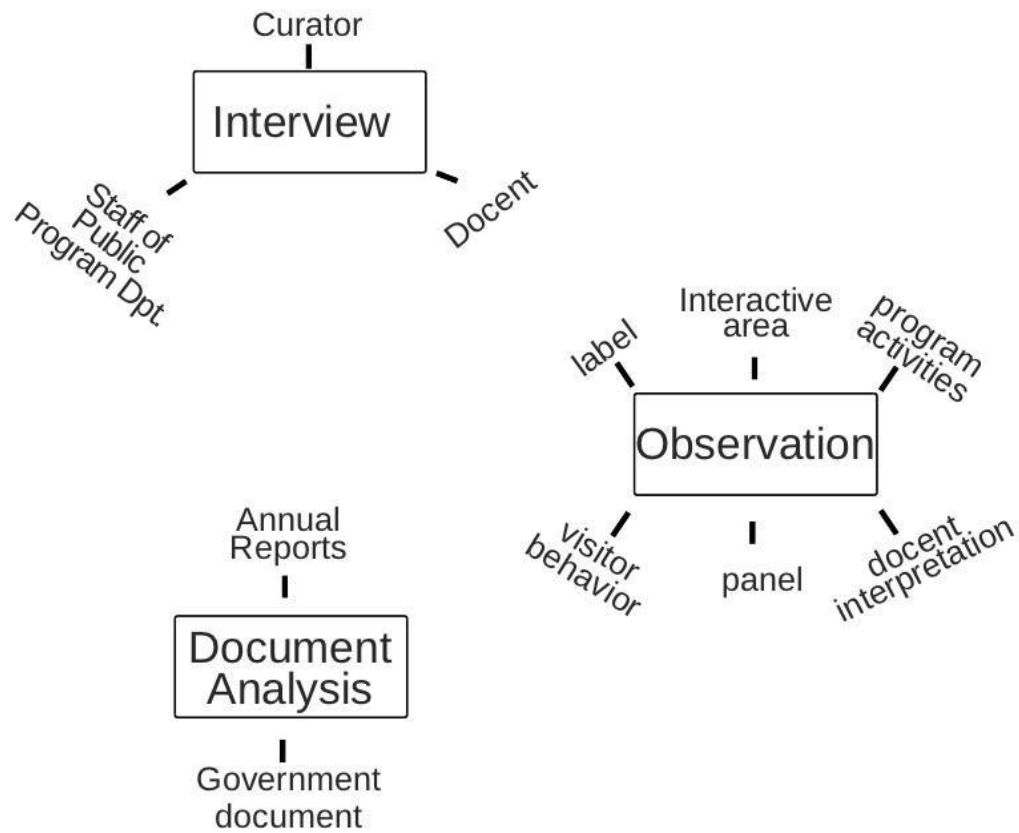 Curator
Interview
Staff of
Public
Program Dpt.
Docent
Interactive
area
label
program
activities
Observation
visitor
behavior
panel
docent
interpretation
Annual
Reports
Document
Analysis
Government
document